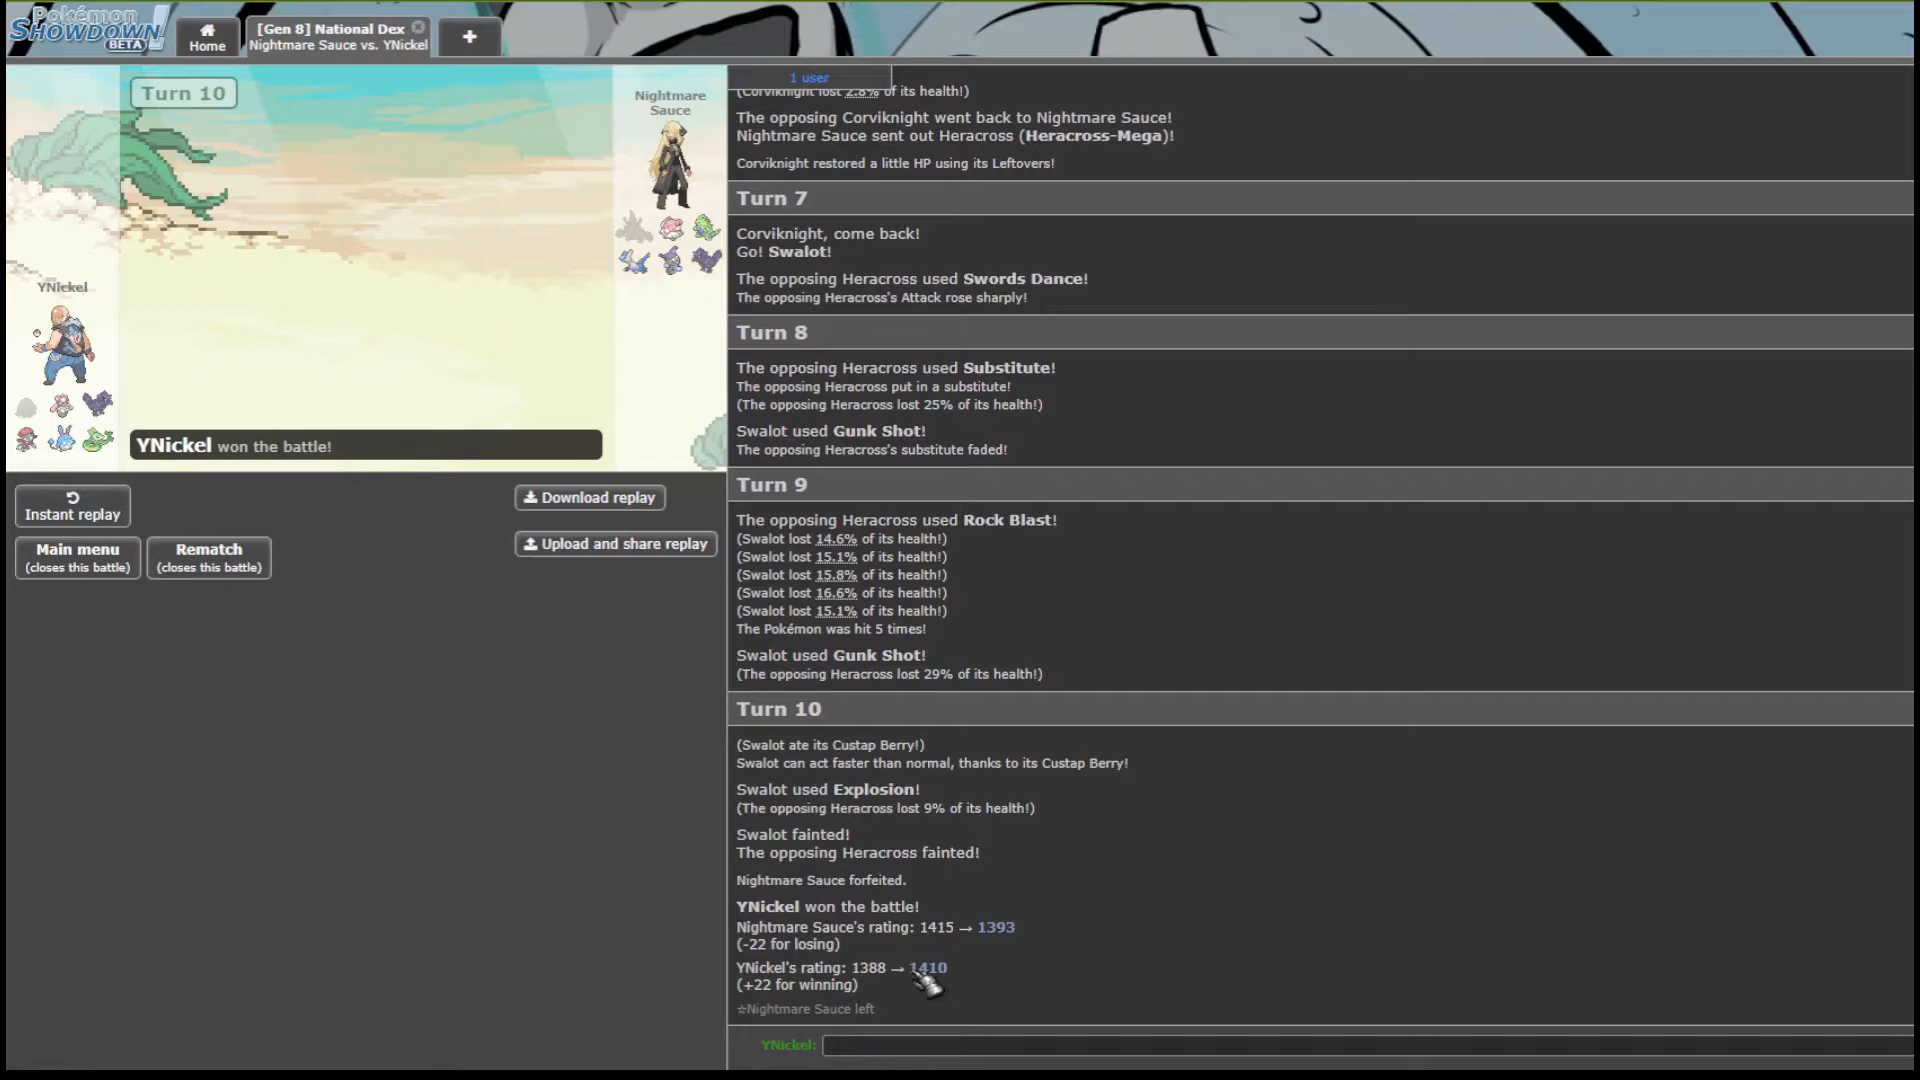 Pokémon
SHOWDOWN!
BETA
Home
[Gen 8] National Dex
Nightmare Sauce vs. YNickel
Turn 10
Nightmare
Sauce
YNickel
YNickel won the battle!
Instant replay
Download replay
Main menu
(closes this battle)
Rematch
(closes this battle)
Upload and share replay
1 user
(Corviknight lost 2.8% of its health!)
The opposing Corviknight went back to Nightmare Sauce!
Nightmare Sauce sent out Heracross (Heracross-Mega)!
Corviknight restored a little HP using its Leftovers!
Turn 7
Corviknight, come back!
Go! Swalot!
The opposing Heracross used Swords Dance!
The opposing Heracross's Attack rose sharply!
Turn 8
The opposing Heracross used Substitute!
The opposing Heracross put in a substitute!
(The opposing Heracross lost 25% of its health!)
Swalot used Gunk Shot!
The opposing Heracross's substitute faded!
Turn 9
The opposing Heracross used Rock Blast!
(Swalot lost 14.6% of its health!)
(Swalot lost 15.1% of its health!)
(Swalot lost 15.8% of its health!)
(Swalot lost 16.6% of its health!)
(Swalot lost 15.1% of its health!)
The Pokémon was hit 5 times!
Swalot used Gunk Shot!
(The opposing Heracross lost 29% of its health!)
Turn 10
(Swalot ate its Custap Berry!)
Swalot can act faster than normal, thanks to its Custap Berry!
Swalot used Explosion!
(The opposing Heracross lost 9% of its health!)
Swalot fainted!
The opposing Heracross fainted!
Nightmare Sauce forfeited.
YNickel won the battle!
Nightmare Sauce's rating: 1415 → 1393
(-22 for losing)
YNickel's rating: 1388 → 1410
(+22 for winning)
☆Nightmare Sauce left
YNickel: